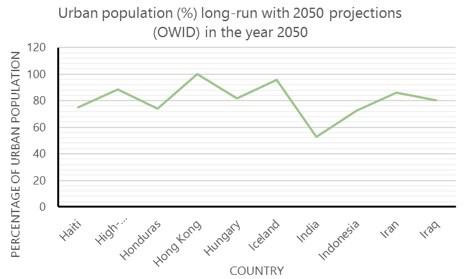 Urban population (%) long-run with 2050 projections
(OWID) in the year 2050
PERCENTAGE OF URBAN POPULATION
120
100
80
60
40
20
0
Haiti
High-...
Honduras
Hong Kong
Hungary
Iceland
India
Indonesia
Iran
Iraq
COUNTRY